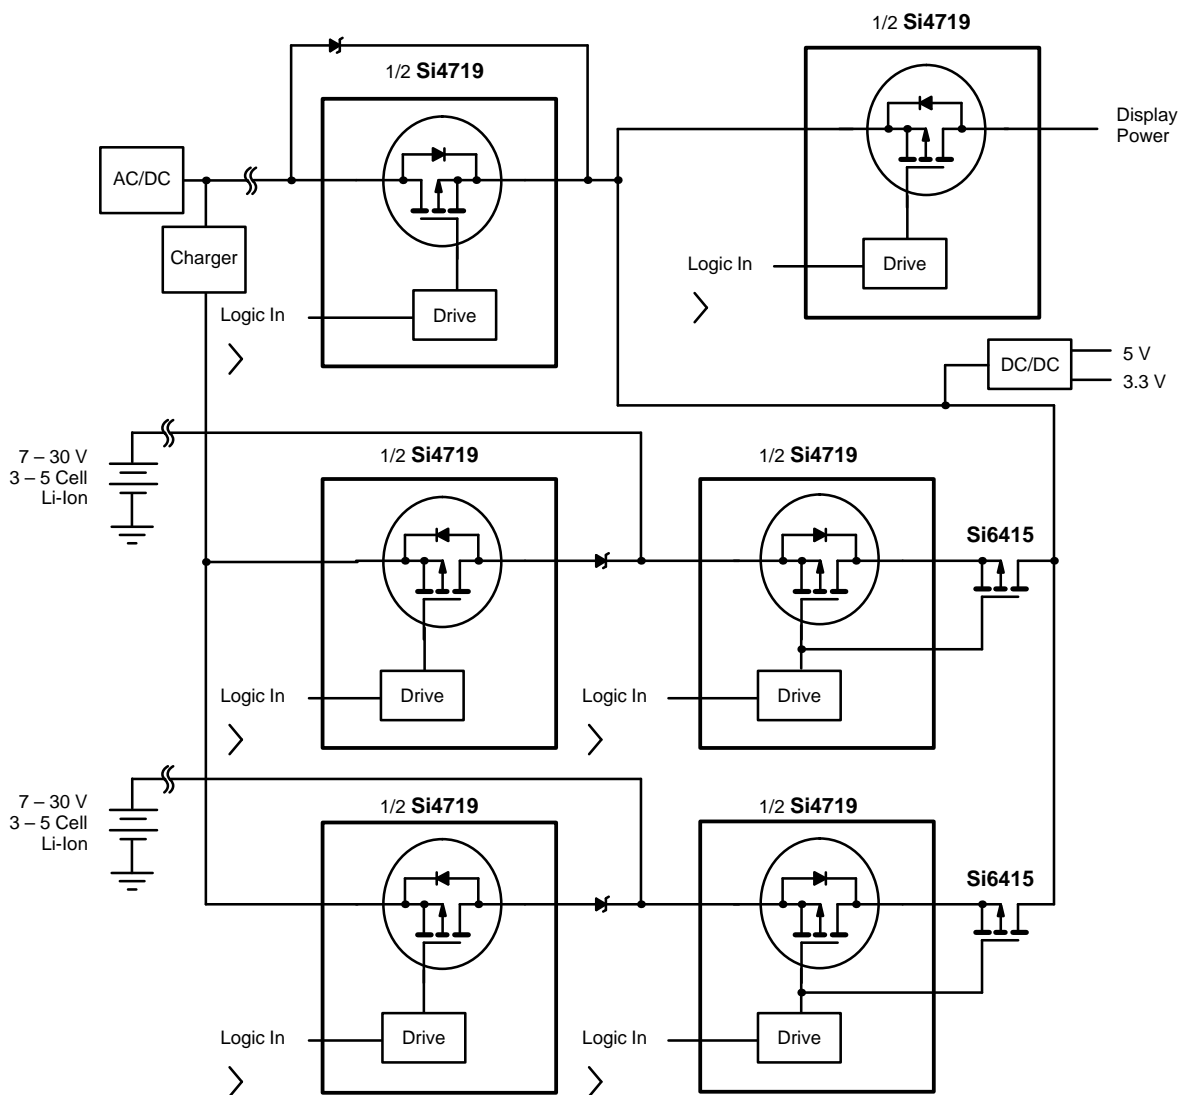 1/2 Si4719
1/2 Si4719
Display
Power
AC/DC
Charger
Logic In
Drive
Logic In
Drive
DC/DC
5 V
3.3 V
7 – 30 V
3 – 5 Cell
Li-Ion
1/2 Si4719
1/2 Si4719
Si6415
Logic In
Drive
Logic In
Drive
7 – 30 V
3 – 5 Cell
Li-Ion
1/2 Si4719
1/2 Si4719
Si6415
Logic In
Drive
Logic In
Drive